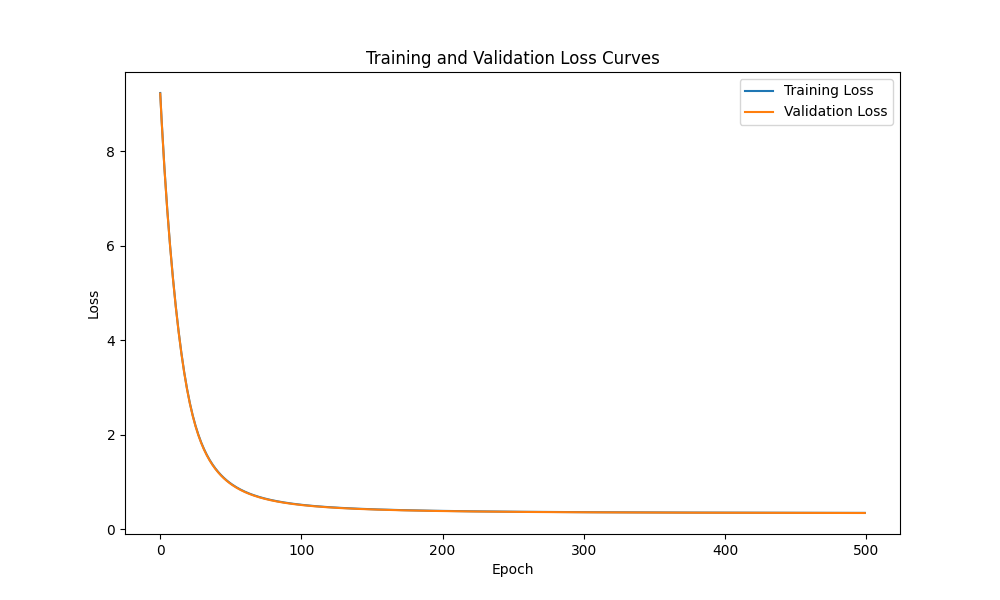 Training and Validation Loss Curves
Training Loss
Validation Loss
8
6
4
2
0
Loss
0 100 200 300 400 500
Epoch